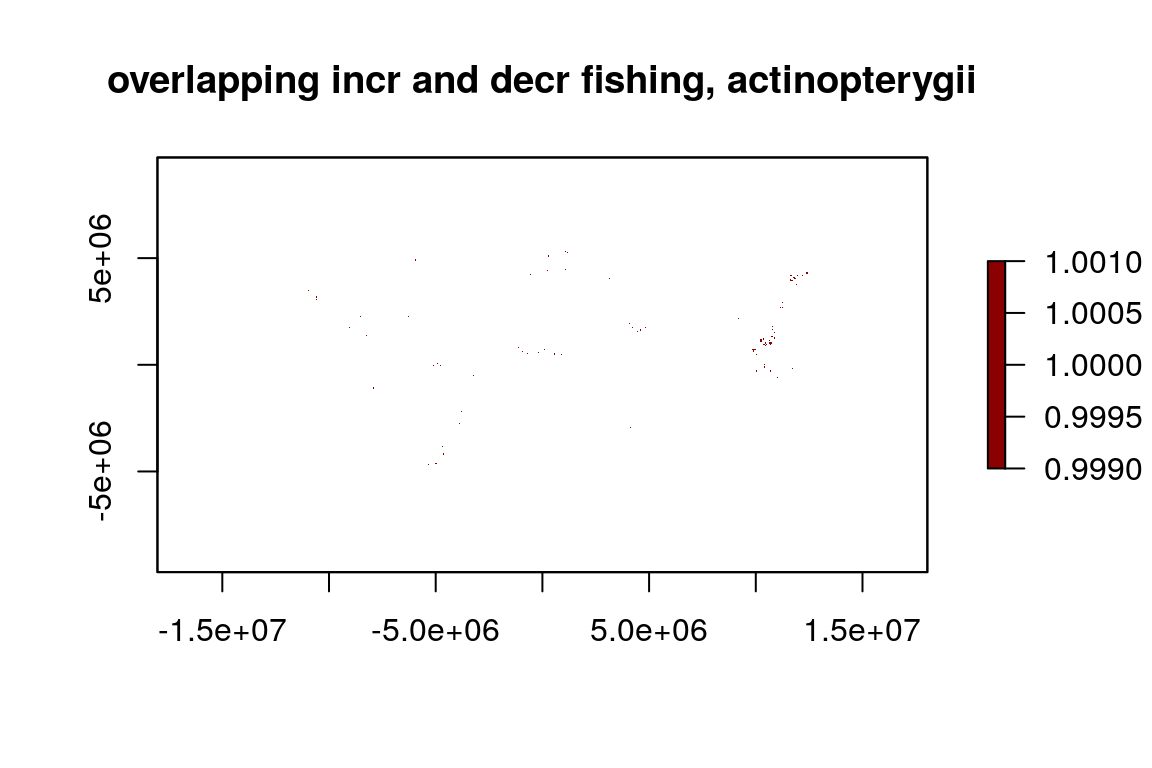 overlapping incr and decr fishing, actinopterygii
5e+06
-5e+06
-1.5e+07
-5.0e+06
5.0e+06
1.5e+07
1.0010
1.0005
1.0000
0.9995
0.9990